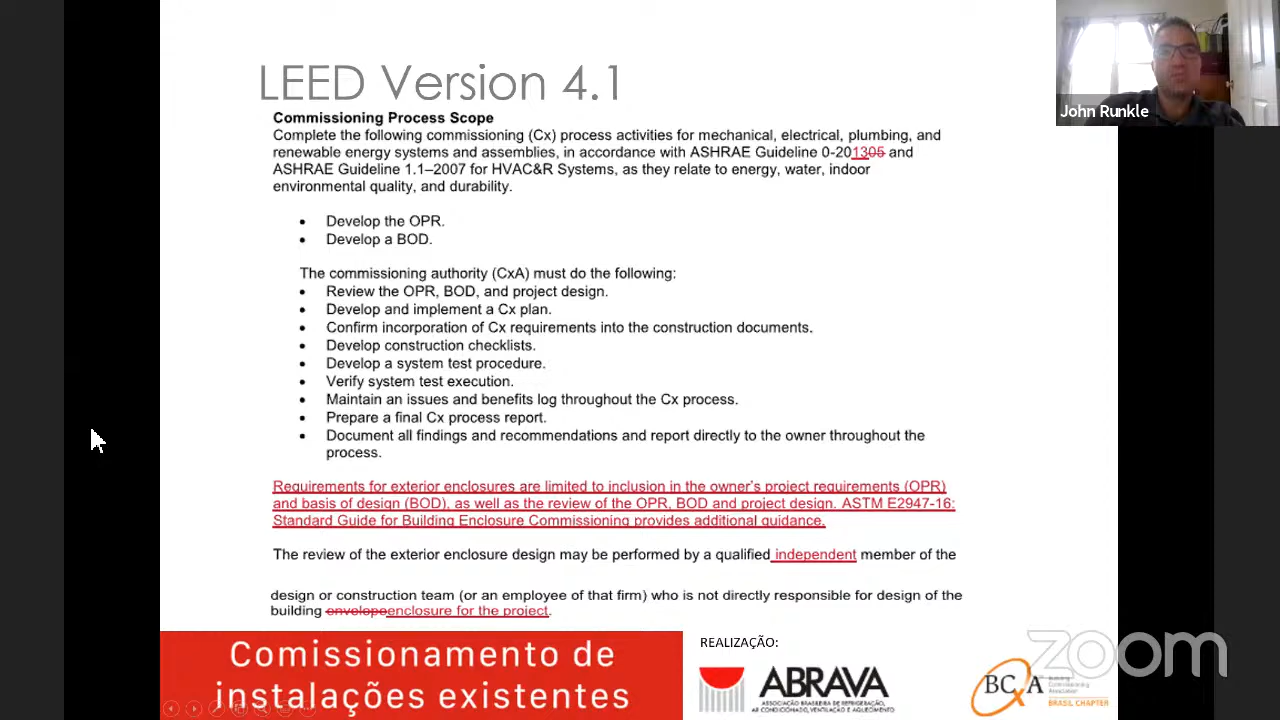 LEED Version 4.1
John Runkle
Commissioning Process Scope
Complete the following commissioning (Cx) process activities for mechanical, electrical, plumbing, and
renewable energy systems and assemblies, in accordance with ASHRAE Guideline 0-201305 and
ASHRAE Guideline 1.1–2007 for HVAC&R Systems, as they relate to energy, water, indoor
environmental quality, and durability.
• Develop the OPR.
• Develop a BOD.
The commissioning authority (CxA) must do the following:
• Review the OPR, BOD, and project design.
• Develop and implement a Cx plan.
• Confirm incorporation of Cx requirements into the construction documents.
• Develop construction checklists.
• Develop a system test procedure.
• Verify system test execution.
• Maintain an issues and benefits log throughout the Cx process.
• Prepare a final Cx process report.
• Document all findings and recommendations and report directly to the owner throughout the
process.
Requirements for exterior enclosures are limited to inclusion in the owner's project requirements (OPR)
and basis of design (BOD), as well as the review of the OPR, BOD and project design. ASTM E2947-16:
Standard Guide for Building Enclosure Commissioning provides additional guidance.
The review of the exterior enclosure design may be performed by a qualified independent member of the
design or construction team (or an employee of that firm) who is not directly responsible for design of the
building envelopeenclosure for the project.
Comissionamento de
instalações existentes
REALIZAÇÃO:
ABRAVA
ASSOCIAÇÃO BRASILEIRA DE REFRIGERAÇÃO,
AR CONDICIONADO, VENTILAÇÃO E AQUECIMENTO
BCxA
Building
Commissioning
Association
BRASIL CHAPTER
zoom